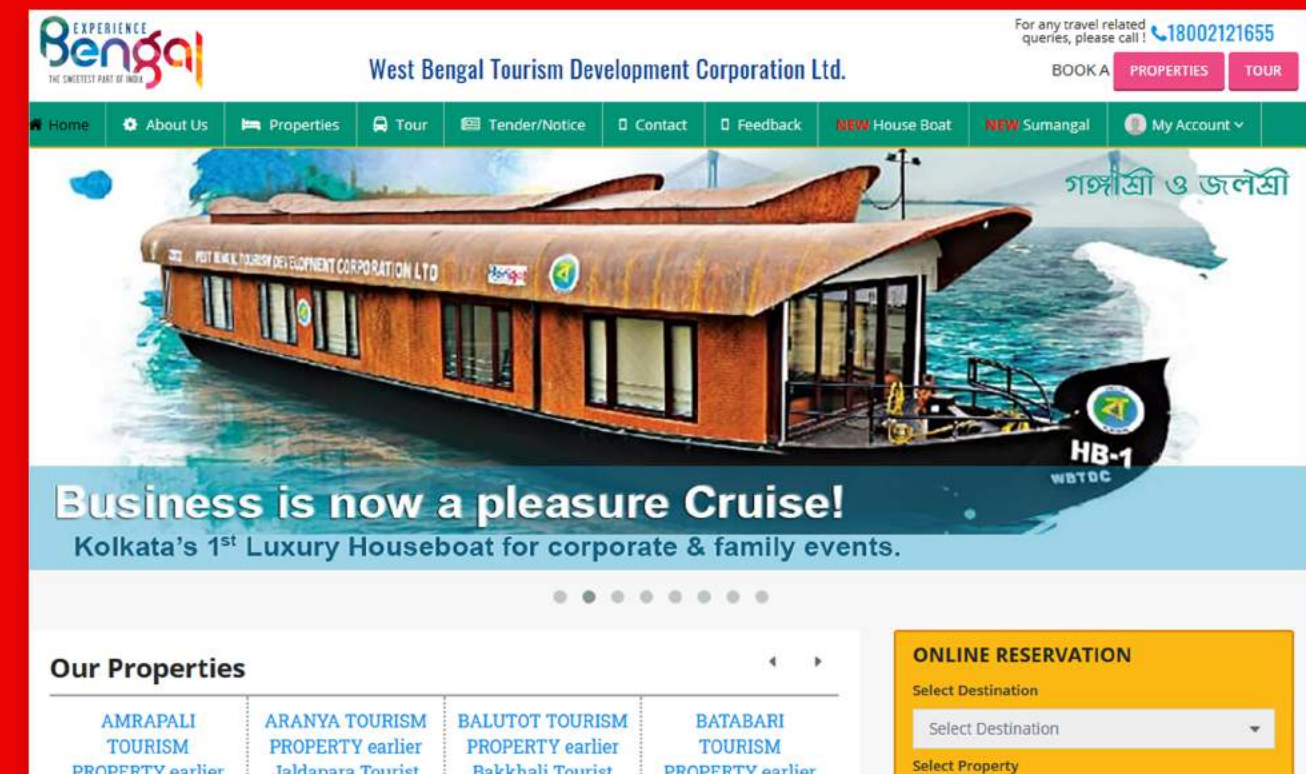 EXPERIENCE
Bengal
THE SWEETEST PART OF INDIA
West Bengal Tourism Development Corporation Ltd.
For any travel related
queries, please call ! 18002121655
BOOK A PROPERTIES TOUR
Home About Us Properties Tour Tender/Notice Contact Feedback NEW House Boat NEW Sumangal My Account
গঙ্গাশ্রী ও জলশ্রী
WEST BENGAL TOURISM DEVELOPMENT CORPORATION LTD
Bengal
HB-1
WBTDC
Business is now a pleasure Cruise!
Kolkata's 1st Luxury Houseboat for corporate & family events.
Our Properties
AMRAPALI
TOURISM
PROPERTY earlier
ARANYA TOURISM
PROPERTY earlier
Jaldapara Tourist
BALUTOT TOURISM
PROPERTY earlier
Bakkhali Tourist
BATABARI
TOURISM
PROPERTY earlier
ONLINE RESERVATION
Select Destination
Select Destination
Select Property